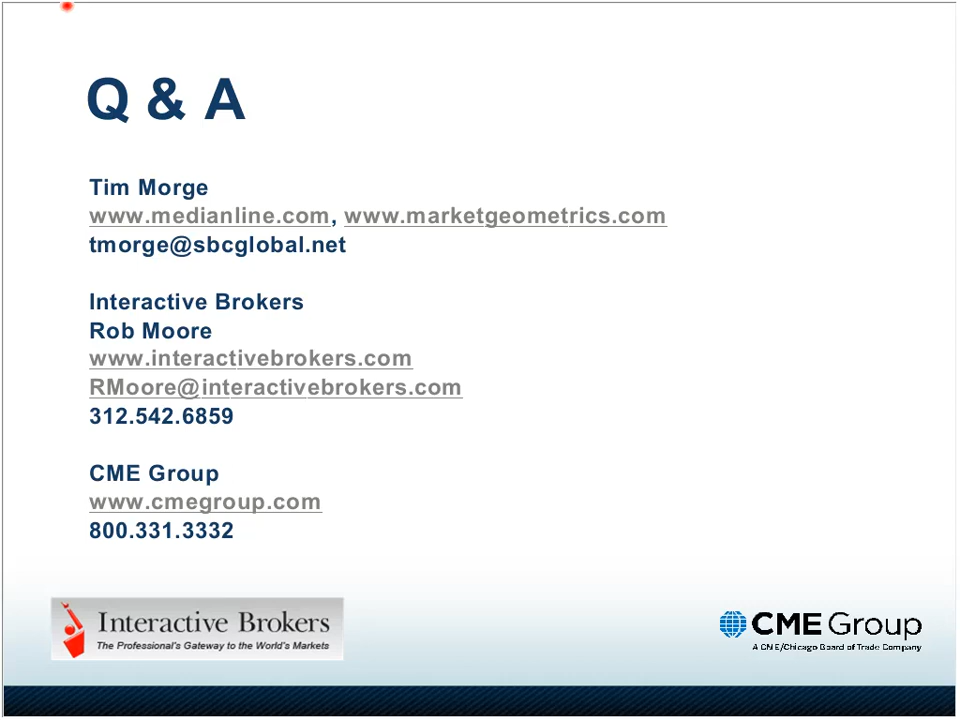 Q & A
Tim Morge
www.medianline.com, www.marketgeometrics.com
tmorge@sbcglobal.net
Interactive Brokers
Rob Moore
www.interactivebrokers.com
RMoore@interactivebrokers.com
312.542.6859
CME Group
www.cmegroup.com
800.331.3332
Interactive Brokers
The Professional's Gateway to the World's Markets
CME Group
A CME/Chicago Board of Trade Company